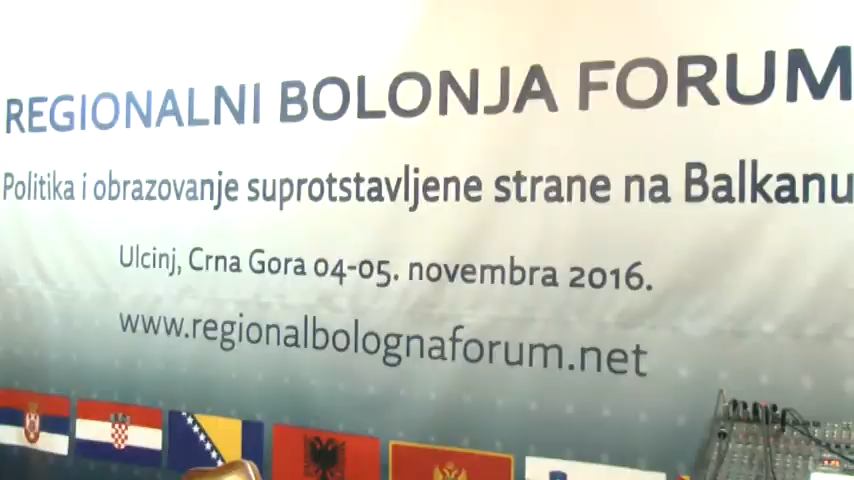 REGIONALNI BOLONJA FORUM
Politika i obrazovanje suprotstavljene strane na Balkanu
Ulcinj, Crna Gora 04-05. novembra 2016.
www.regionalbolognaforum.net